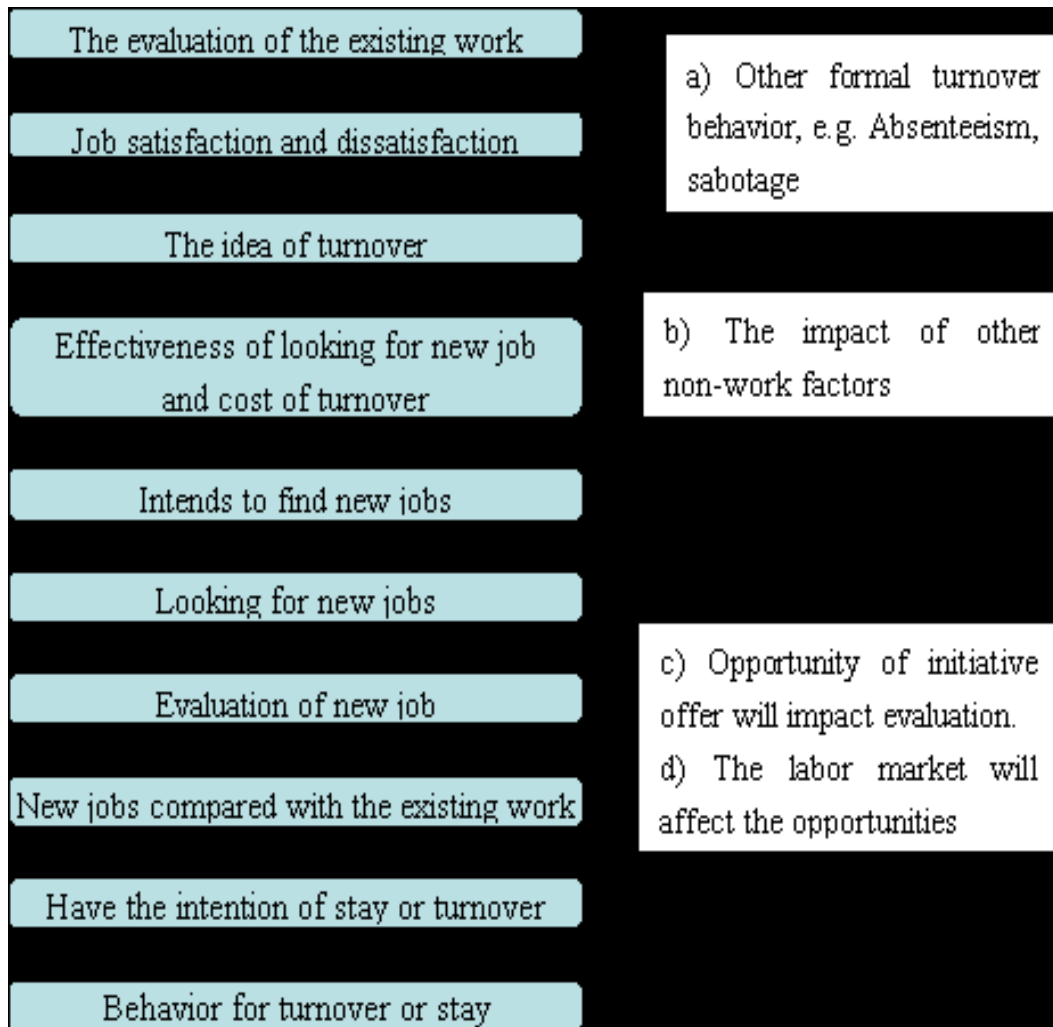 The evaluation of the existing work
Job satisfaction and dissatisfaction
The idea of turnover
Effectiveness of looking for new job
and cost of turnover
Intends to find new jobs
Looking for new jobs
Evaluation of new job
New jobs compared with the existing work
Have the intention of stay or turnover
Behavior for turnover or stay
a) Other formal turnover
behavior, e.g. Absenteeism,
sabotage
b) The impact of other
non-work factors
c) Opportunity of initiative
offer will impact evaluation.
d) The labor market will
affect the opportunities